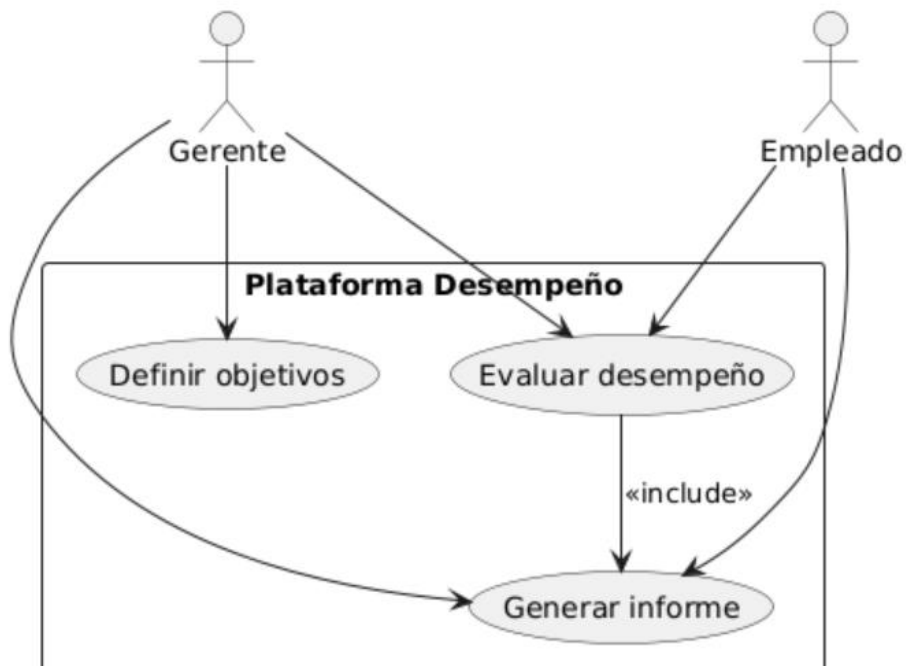 Gerente
Empleado
Plataforma Desempeño
Definir objetivos
Evaluar desempeño
«include»
Generar informe